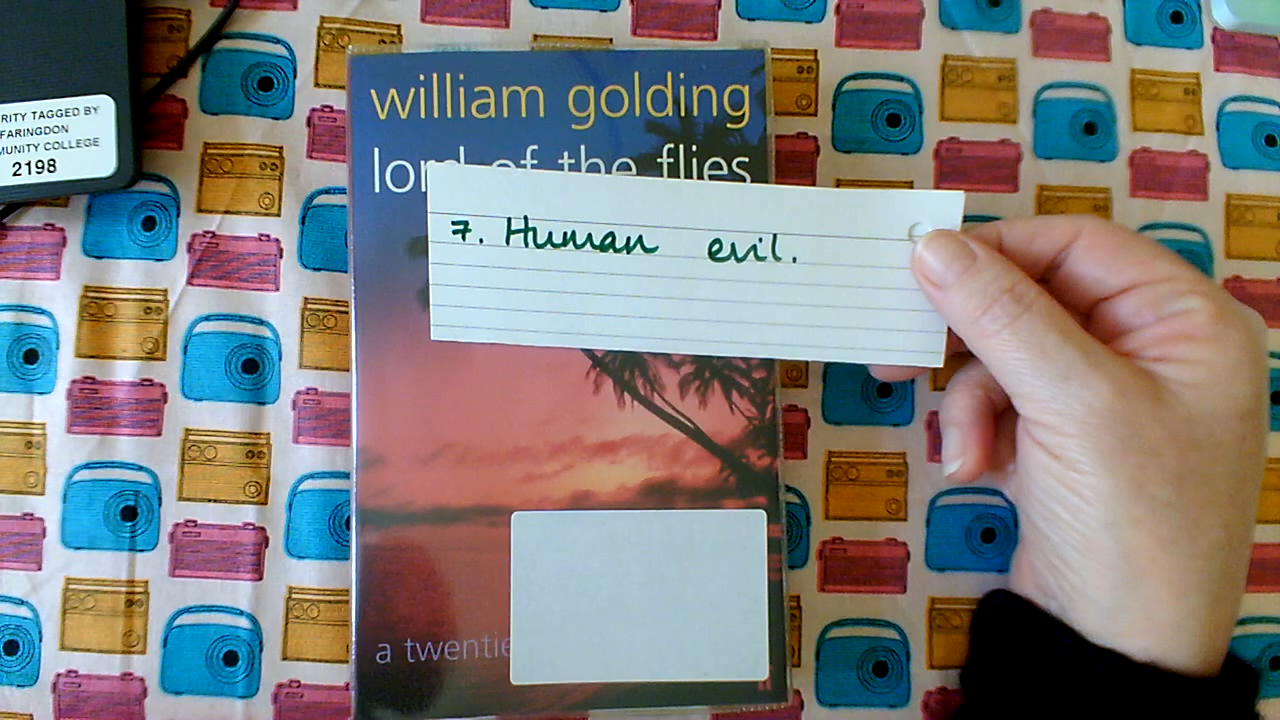 RITY TAGGED BY
FARINGDON
MUNITY COLLEGE
2198
william golding
lord of the flies
7. Human evil.
a twentie